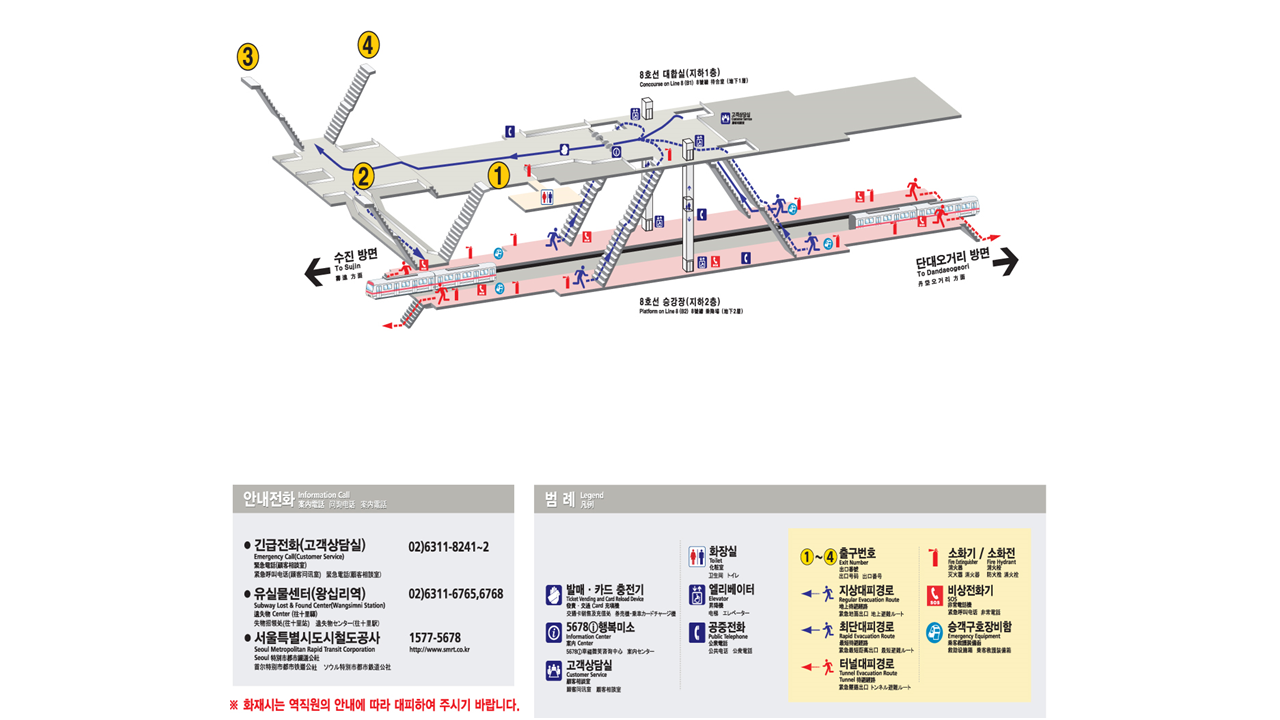 3
4
8호선 대합실(지하1층)
Concourse on Line 8 (B1) 8號線 待合室 (地下1層)
고객상담실
Customer Service
2
1
수진 방면
To Sujin
壽進 方面
단대오거리 방면
To Dandaeogeori
丹垈오거리 方面
8호선 승강장(지하2층)
Platform on Line 8 (B2) 8號線 乘降場 (地下2層)
안내전화 Information Call
案內電話 问讯电话 案内電話
● 긴급전화(고객상담실) 02)6311-8241~2
Emergency Call(Customer Service)
緊急電話(顧客相談室)
紧急呼叫电话(顾客问讯室) 緊急電話(顧客相談室)
● 유실물센터(왕십리역) 02)6311-6765,6768
Subway Lost & Found Center(Wangsimni Station)
遺失物 Center (往十里驛)
失物招领处(往十里站) 遺失物センター(往十里駅)
● 서울특별시도시철도공사 1577-5678
Seoul Metropolitan Rapid Transit Corporation http://www.smrt.co.kr
Seoul 特別市都市鐵道公社
首尔特别市都市铁道公社 ソウル特別市都市鉄道公社
※ 화재시는 역직원의 안내에 따라 대피하여 주시기 바랍니다.
범 례 Legend
凡例
발매 · 카드 충전기
Ticket Vending and Card Reload Device
發賣 · 交通 Card 充塡機
交通卡销售及充值处 券売機・乗車カードチャージ機
5678ⓘ행복미소
Information Center
案內 Center
5678ⓘ幸福微笑咨询中心 案内センター
고객상담실
Customer Service
顧客相談室
顾客问讯室 顧客相談室
화장실
Toilet
化粧室
卫生间 トイレ
엘리베이터
Elevator
昇降機
电梯 エレベーター
공중전화
Public Telephone
公衆電話
公共电话 公衆電話
1~4 출구번호
Exit Number
出口番號
出口号码 出口番号
지상대피경로
Regular Evacuation Route
地上待避經路
紧急地面出口 地上避難ルート
최단대피경로
Rapid Evacuation Route
最短待避經路
紧急最短距离出口 最短避難ルート
터널대피경로
Tunnel Evacuation Route
Tunnel 待避經路
紧急隧道出口 トンネル避難ルート
소화기 / 소화전
Fire Extinguisher Fire Hydrant
消火器 消火栓
灭火器 消火器 防火栓 消火栓
비상전화기
SOS
SOS
非常電話機
紧急呼叫电话 非常電話
승객구호장비함
Emergency Equipment
乘客救護裝備函
救助设施箱 乗客救護装備函